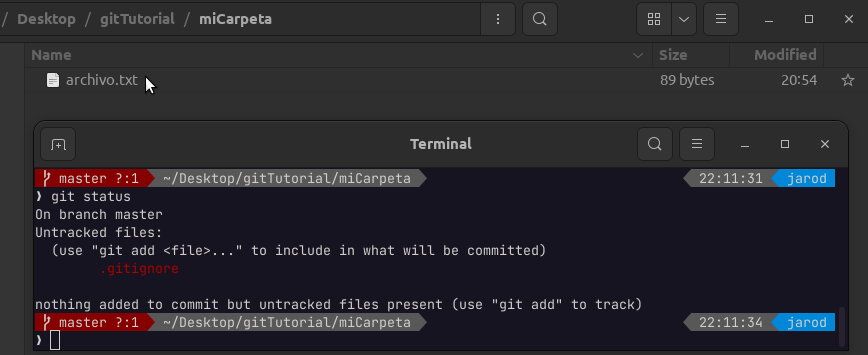 / Desktop / gitTutorial / miCarpeta
Name Size Modified
archivo.txt 89 bytes 20:54
Terminal
master ?:1 ~/Desktop/gitTutorial/miCarpeta 22:11:31 jarod
❯ git status
On branch master
Untracked files:
(use "git add <file>..." to include in what will be committed)
.gitignore
nothing added to commit but untracked files present (use "git add" to track)
master ?:1 ~/Desktop/gitTutorial/miCarpeta 22:11:34 jarod
❯